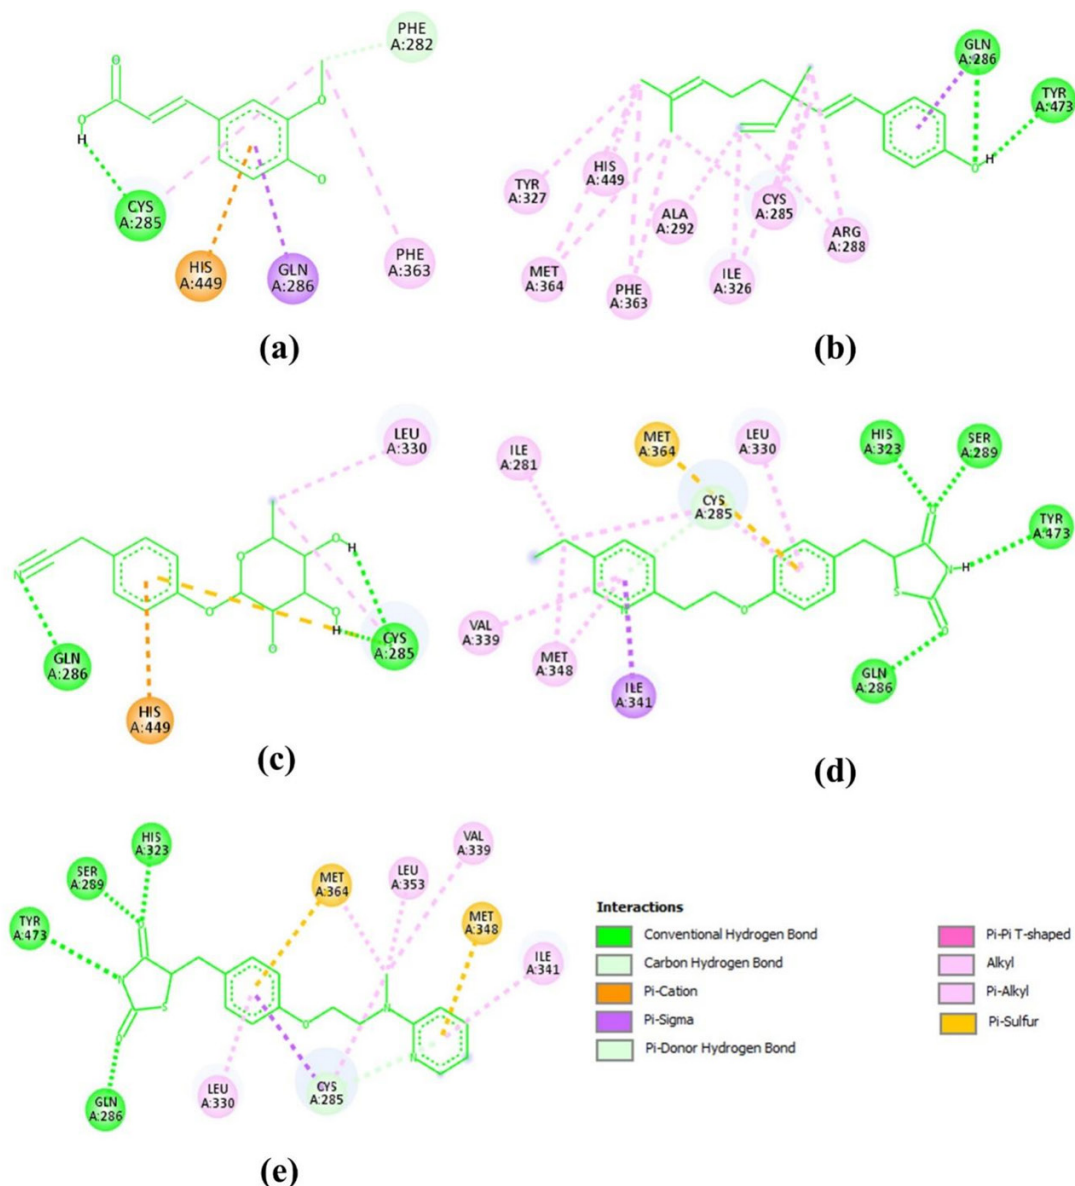 PHE
A:282
O
O
H
O
O
CYS
A:285
HIS
A:449
GLN
A:286
PHE
A:363
(a)
GLN
A:286
TYR
A:473
O
H
TYR
A:327
HIS
A:449
ALA
A:292
CYS
A:285
ARG
A:288
MET
A:364
PHE
A:363
ILE
A:326
(b)
LEU
A:330
N
O
O
H
O
O
H
O
GLN
A:286
HIS
A:449
CYS
A:285
(c)
ILE
A:281
MET
A:364
LEU
A:330
HIS
A:323
SER
A:289
CYS
A:285
TYR
A:473
O
N
H
N
O
S
O
VAL
A:339
MET
A:348
ILE
A:341
GLN
A:286
(d)
HIS
A:323
SER
A:289
TYR
A:473
MET
A:364
LEU
A:353
VAL
A:339
MET
A:348
ILE
A:341
O
N
S
O
O
N
N
GLN
A:286
LEU
A:330
CYS
A:285
(e)
Interactions
Conventional Hydrogen Bond
Carbon Hydrogen Bond
Pi-Cation
Pi-Sigma
Pi-Donor Hydrogen Bond
Pi-Pi T-shaped
Alkyl
Pi-Alkyl
Pi-Sulfur